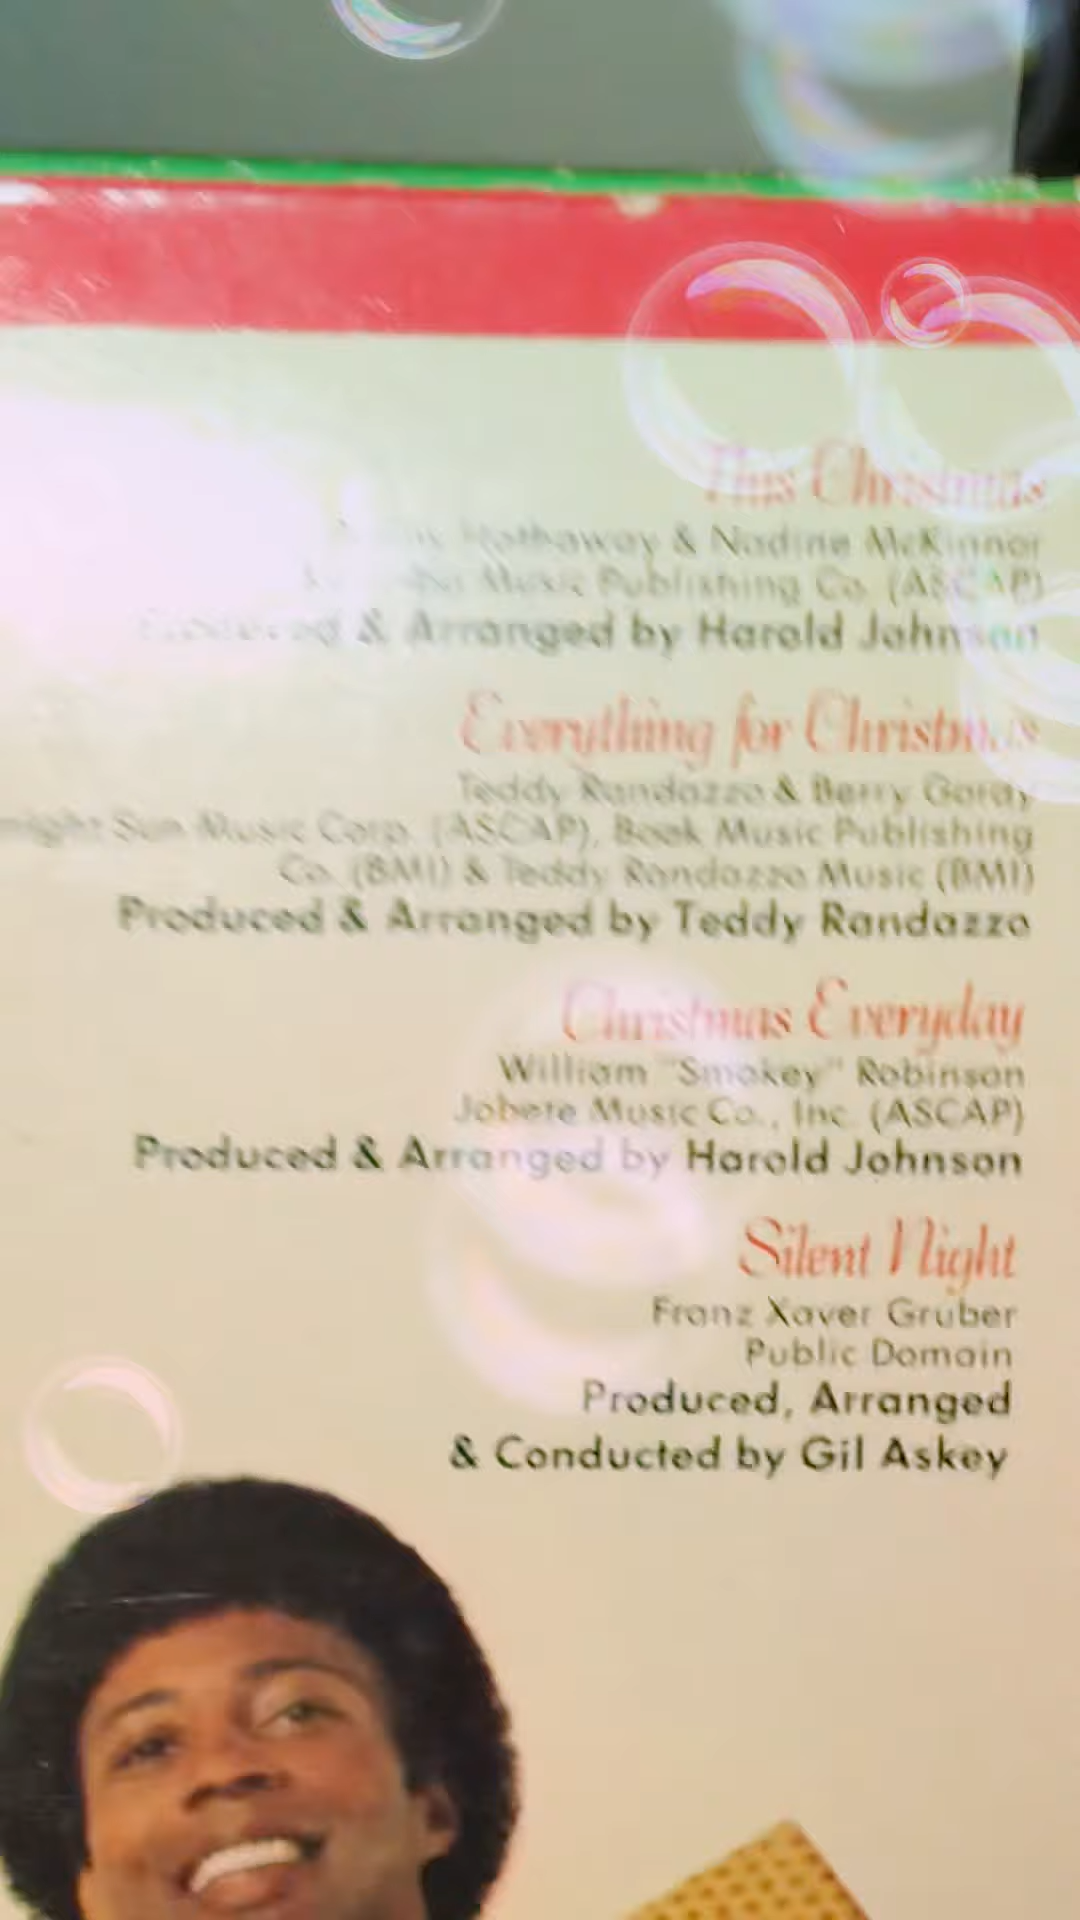 This Christmas
Hathaway & Nadine McKinnor
Music Publishing Co. (ASCAP)
Produced & Arranged by Harold Johnson
Everything for Christmas
Teddy Randazzo & Berry Gordy
Sun Music Corp. (ASCAP), Book Music Publishing
Co. (BMI) & Teddy Randazzo Music (BMI)
Produced & Arranged by Teddy Randazzo
Christmas Everyday
William "Smokey" Robinson
Jobete Music Co., Inc. (ASCAP)
Produced & Arranged by Harold Johnson
Silent Night
Franz Xaver Gruber
Public Domain
Produced, Arranged
& Conducted by Gil Askey